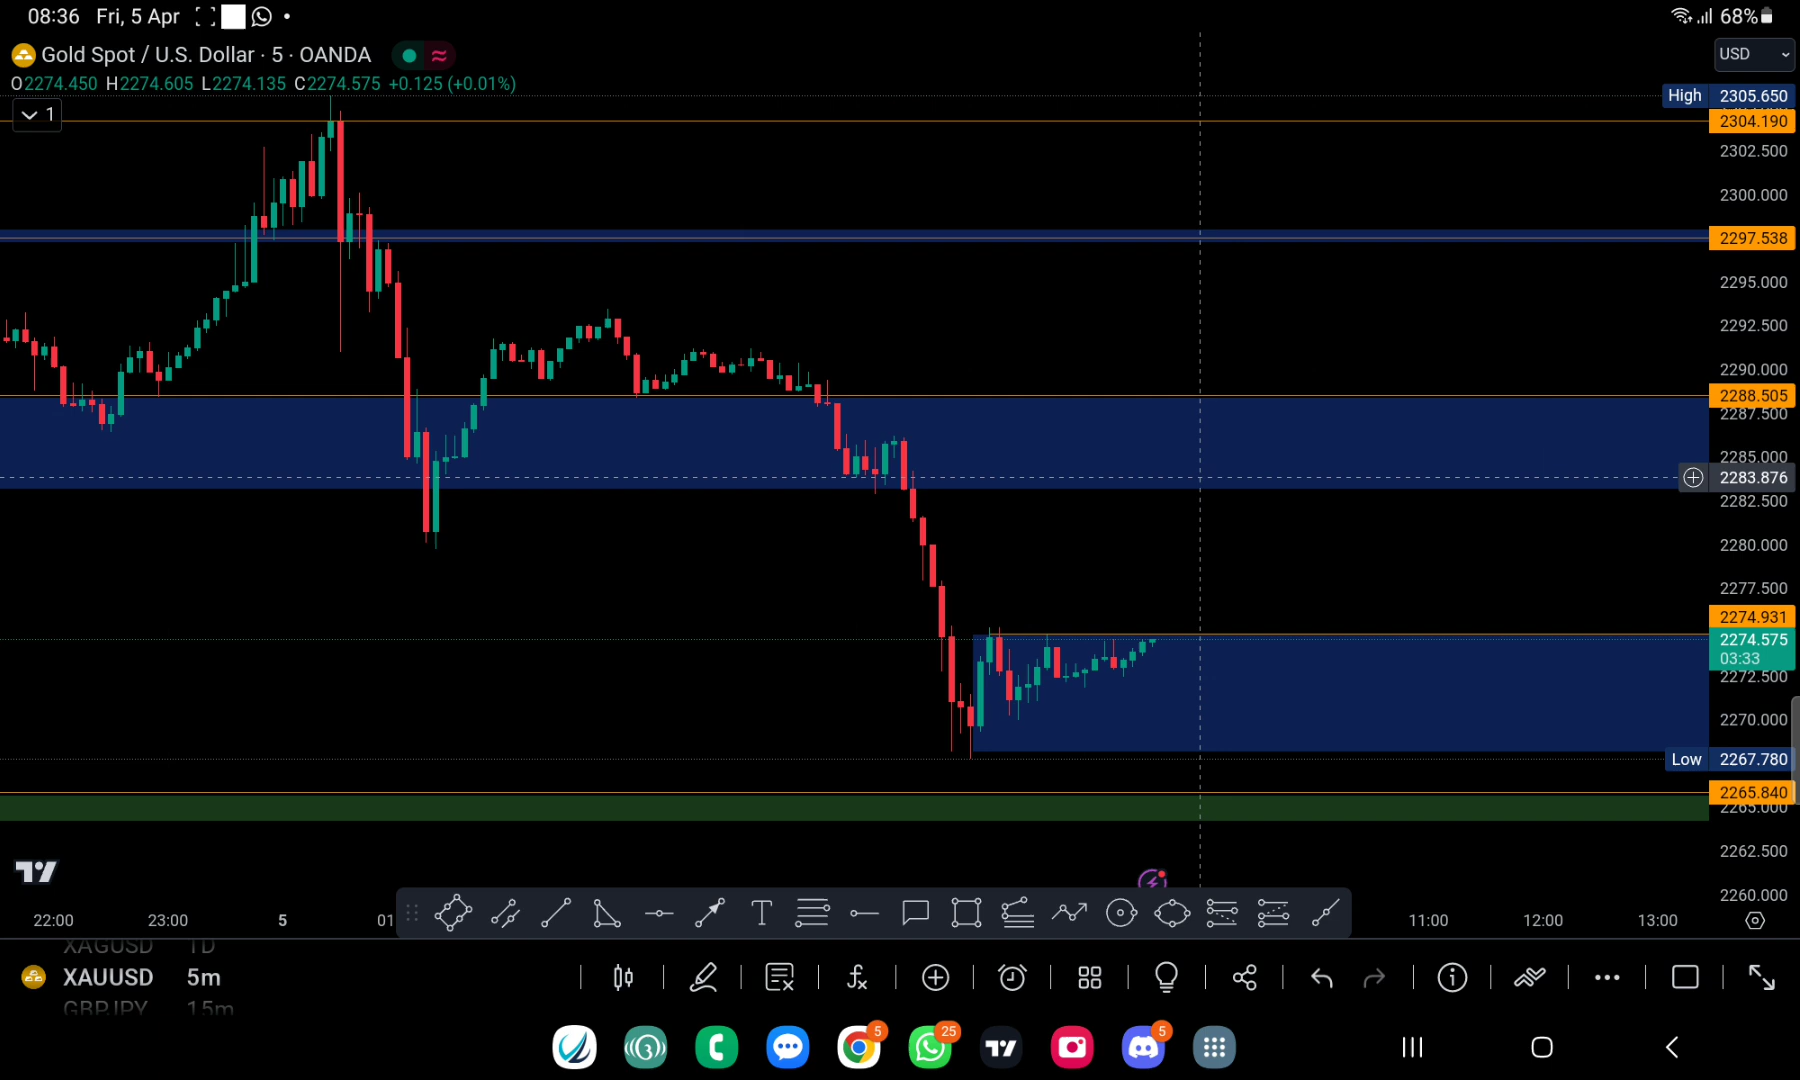 08:36 Fri, 5 Apr
68%
Gold Spot / U.S. Dollar · 5 · OANDA
USD
O2274.450 H2274.605 L2274.135 C2274.575 +0.125 (+0.01%)
1
High 2305.650
2304.190
2302.500
2300.000
2297.538
2295.000
2292.500
2290.000
2288.505
2287.500
2285.000
2283.876
2282.500
2280.000
2277.500
2274.931
2274.575
03:33
2272.500
2270.000
Low 2267.780
2265.840
2265.000
2262.500
2260.000
22:00 23:00 5 01 11:00 12:00 13:00
XAGUSD 1D
XAUUSD 5m
GBPJPY 15m
5 25 5